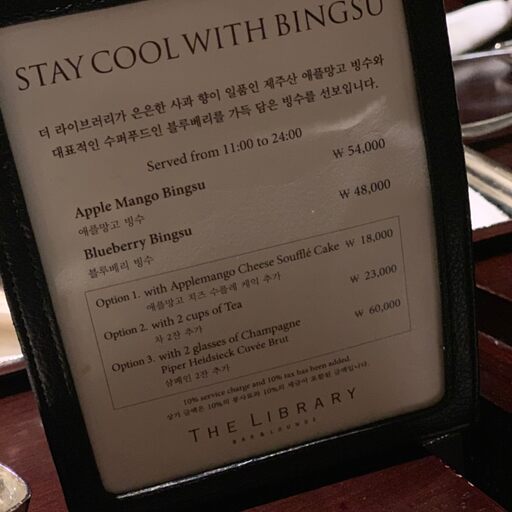 STAY COOL WITH BINGSU
더 라이브러리가 은은한 사과 향이 일품인 제주산 애플망고 빙수와
대표적인 수퍼푸드인 블루베리를 가득 담은 빙수를 선보입니다.
Served from 11:00 to 24:00
Apple Mango Bingsu ₩ 54,000
애플망고 빙수
Blueberry Bingsu ₩ 48,000
블루베리 빙수
Option 1. with Applemango Cheese Soufflé Cake ₩ 18,000
애플망고 치즈 수플레 케이크 추가
Option 2. with 2 cups of Tea ₩ 23,000
차 2잔 추가
Option 3. with 2 glasses of Champagne ₩ 60,000
Piper Heidsieck Cuvée Brut
샴페인 2잔 추가
10% service charge and 10% tax has been added.
상기 금액은 10%의 봉사료와 10%의 세금이 포함된 금액입니다.
THE LIBRARY
BAR & LOUNGE